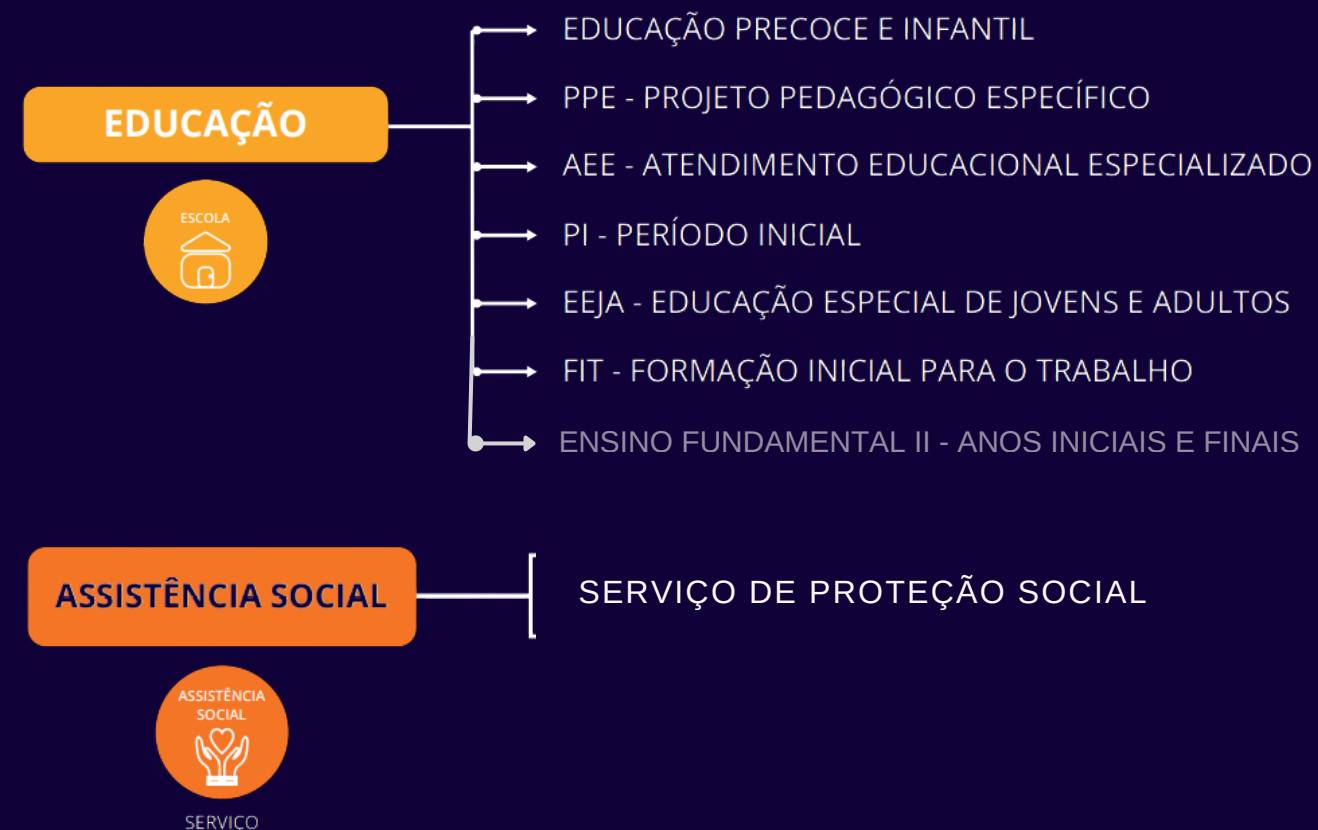 EDUCAÇÃO PRECOCE E INFANTIL
EDUCAÇÃO
PPE - PROJETO PEDAGÓGICO ESPECÍFICO
AEE - ATENDIMENTO EDUCACIONAL ESPECIALIZADO
ESCOLA
PI - PERÍODO INICIAL
EEJA - EDUCAÇÃO ESPECIAL DE JOVENS E ADULTOS
FIT - FORMAÇÃO INICIAL PARA O TRABALHO
ENSINO FUNDAMENTAL II - ANOS INICIAIS E FINAIS
ASSISTÊNCIA SOCIAL
SERVIÇO DE PROTEÇÃO SOCIAL
ASSISTÊNCIA
SOCIAL
SERVIÇO